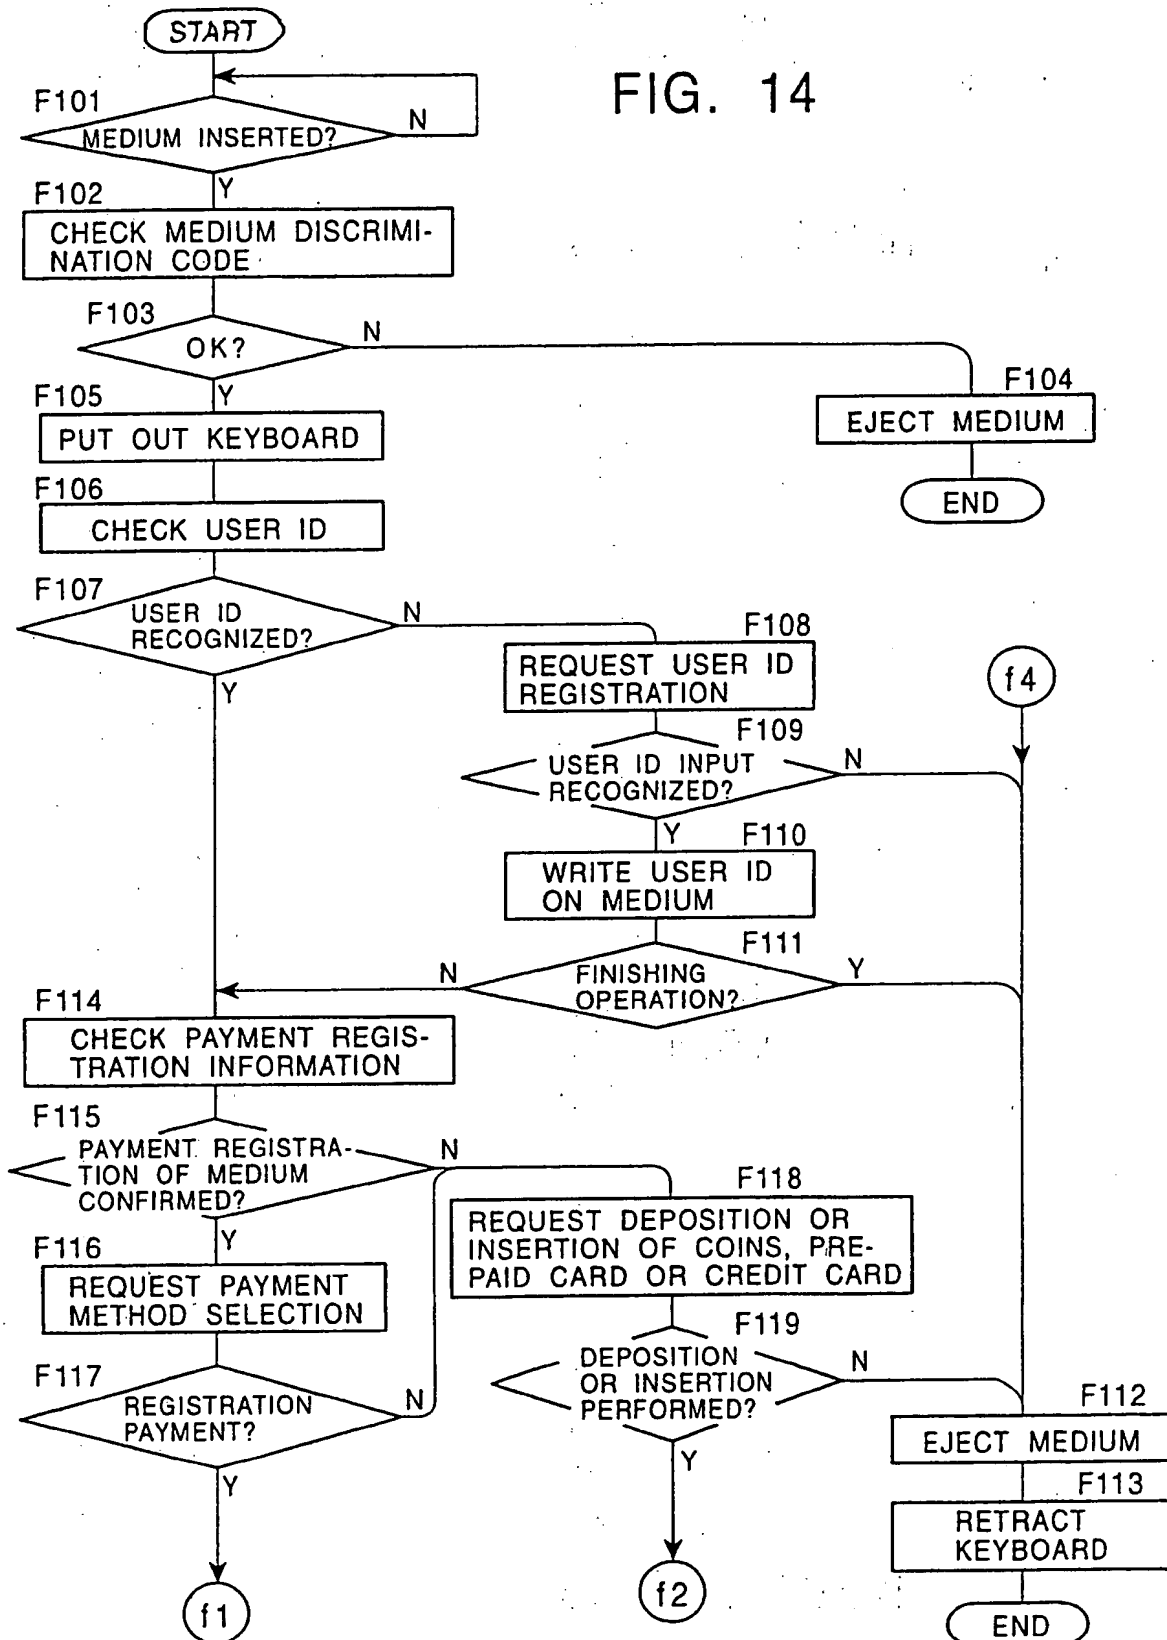 START
FIG. 14
F101
MEDIUM INSERTED?
N
Y
F102
CHECK MEDIUM DISCRIMI-
NATION CODE
F103
OK?
N
Y
F104
EJECT MEDIUM
END
F105
PUT OUT KEYBOARD
F106
CHECK USER ID
F107
USER ID
RECOGNIZED?
N
Y
F108
REQUEST USER ID
REGISTRATION
f4
F109
USER ID INPUT
RECOGNIZED?
N
Y
F110
WRITE USER ID
ON MEDIUM
F111
FINISHING
OPERATION?
N
Y
F114
CHECK PAYMENT REGIS-
TRATION INFORMATION
F115
PAYMENT REGISTRA-
TION OF MEDIUM
CONFIRMED?
N
Y
F116
REQUEST PAYMENT
METHOD SELECTION
F117
REGISTRATION
PAYMENT?
N
Y
f1
F118
REQUEST DEPOSITION OR
INSERTION OF COINS, PRE-
PAID CARD OR CREDIT CARD
F119
DEPOSITION
OR INSERTION
PERFORMED?
N
Y
f2
F112
EJECT MEDIUM
F113
RETRACT
KEYBOARD
END